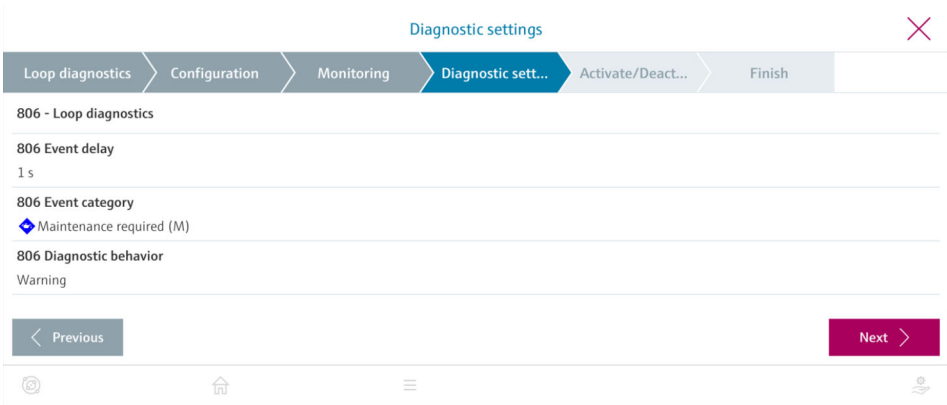 Diagnostic settings
Loop diagnostics
Configuration
Monitoring
Diagnostic sett...
Activate/Deact...
Finish
806 - Loop diagnostics
806 Event delay
1 s
806 Event category
Maintenance required (M)
806 Diagnostic behavior
Warning
Previous
Next